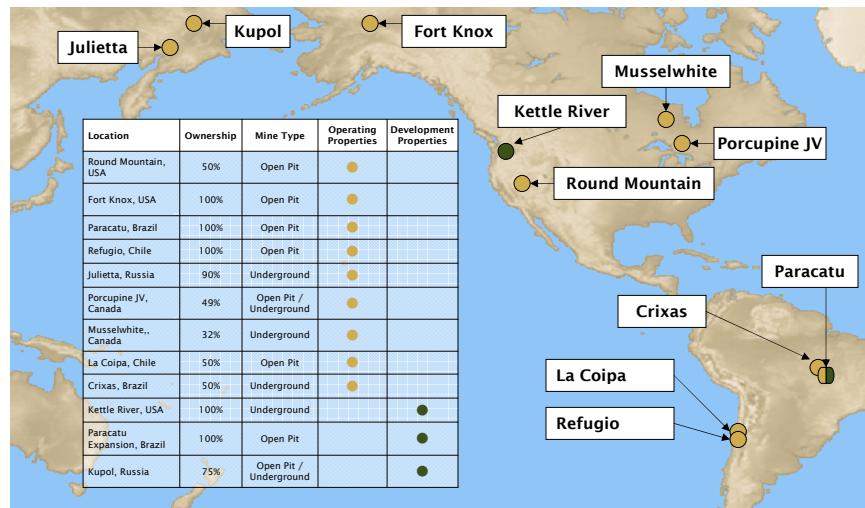 Kupol
Fort Knox
Julietta
Musselwhite
Kettle River
Porcupine JV
Round Mountain
Paracatu
Crixas
La Coipa
Refugio
Location Ownership Mine Type Operating Properties Development Properties
Round Mountain, USA 50% Open Pit
Fort Knox, USA 100% Open Pit
Paracatu, Brazil 100% Open Pit
Refugio, Chile 100% Open Pit
Julietta, Russia 90% Underground
Porcupine JV, Canada 49% Open Pit / Underground
Musselwhite,, Canada 32% Underground
La Coipa, Chile 50% Open Pit
Crixas, Brazil 50% Underground
Kettle River, USA 100% Underground
Paracatu Expansion, Brazil 100% Open Pit
Kupol, Russia 75% Open Pit / Underground